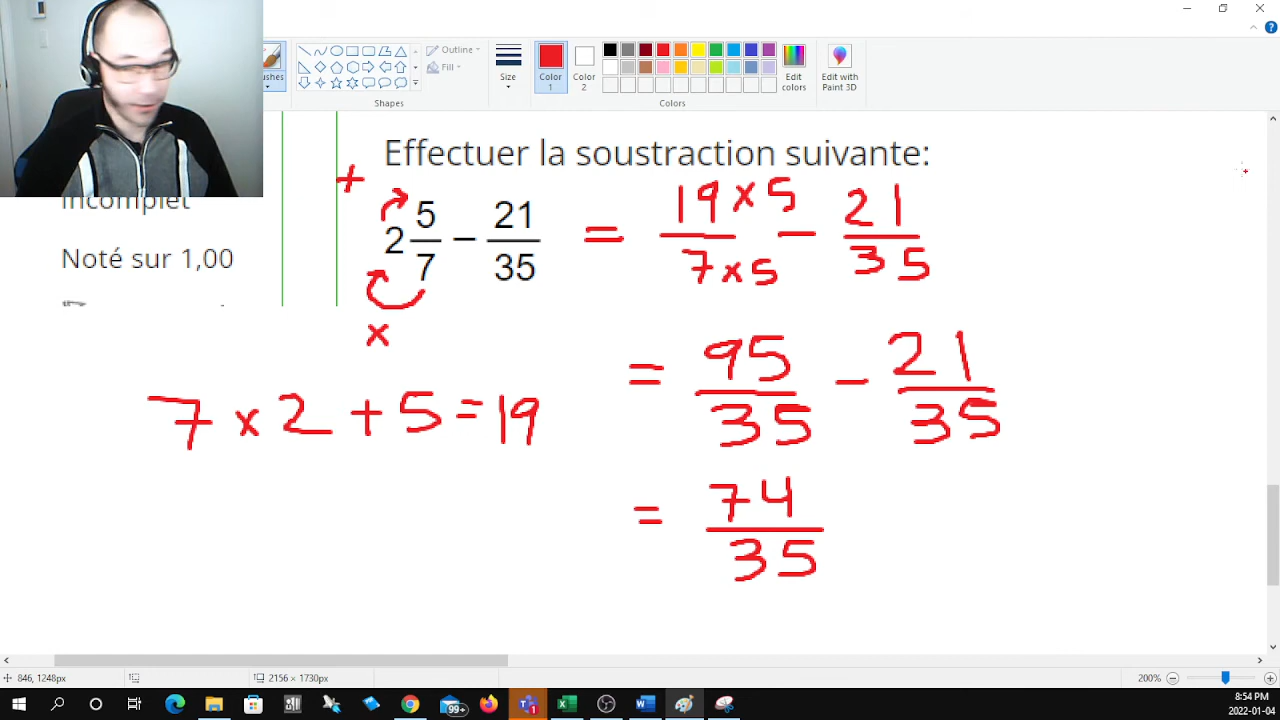 Outline
Fill
ushes
Size
Color
1
Color
2
Edit
colors
Edit with
Paint 3D
Shapes
Colors
Effectuer la soustraction suivante:
Incomplet
Noté sur 1,00
+
2 5/7 − 21/35 = 19 x 5/7 x 5 − 21/35
x
= 95/35 − 21/35
7 x 2 + 5 = 19
= 74/35
846, 1248px
2156 × 1730px
200%
99+
8:54 PM
2022-01-04